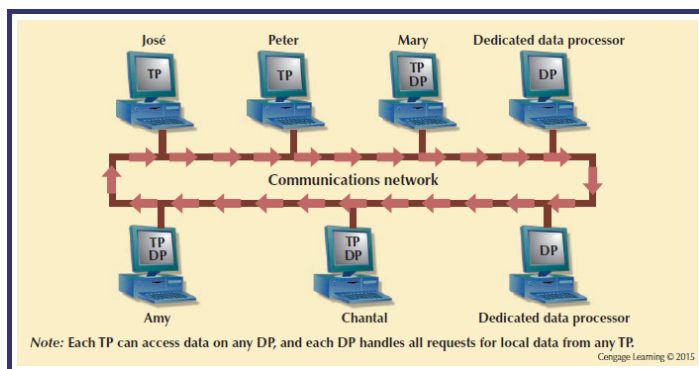 José Peter Mary Dedicated data processor
TP TP TP DP
DP
Communications network
TP TP DP
DP DP
Amy Chantal Dedicated data processor
Note: Each TP can access data on any DP, and each DP handles all requests for local data from any TP.
Cengage Learning © 2015